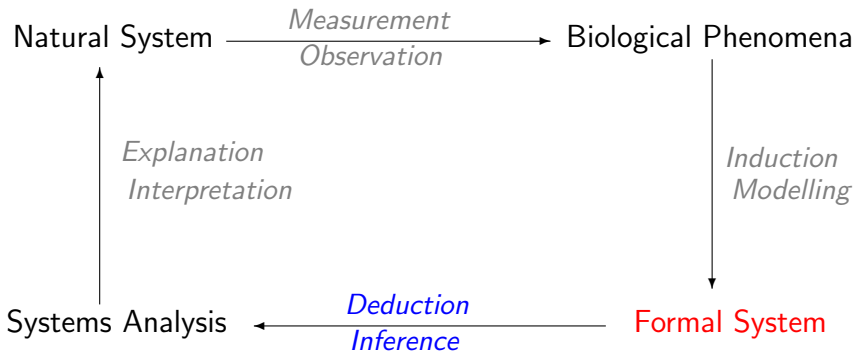 Natural System
Measurement
Observation
Biological Phenomena
Explanation
Interpretation
Induction
Modelling
Systems Analysis
Deduction
Inference
Formal System